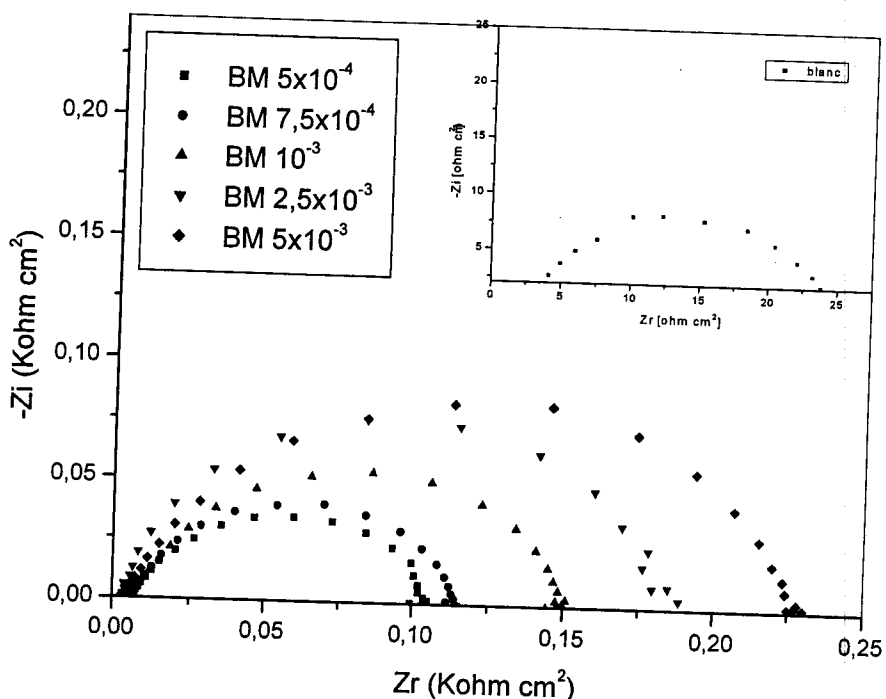 BM 5x10⁻⁴
BM 7,5x10⁻⁴
BM 10⁻³
BM 2,5x10⁻³
BM 5x10⁻³
-Zi (Kohm cm²)
0,20
0,15
0,10
0,05
0,00
0,00 0,05 0,10 0,15 0,20 0,25
Zr (Kohm cm²)
blanc
-Zi [ohm cm²]
25
20
15
10
5
0 5 10 15 20 25
Zr [ohm cm²]